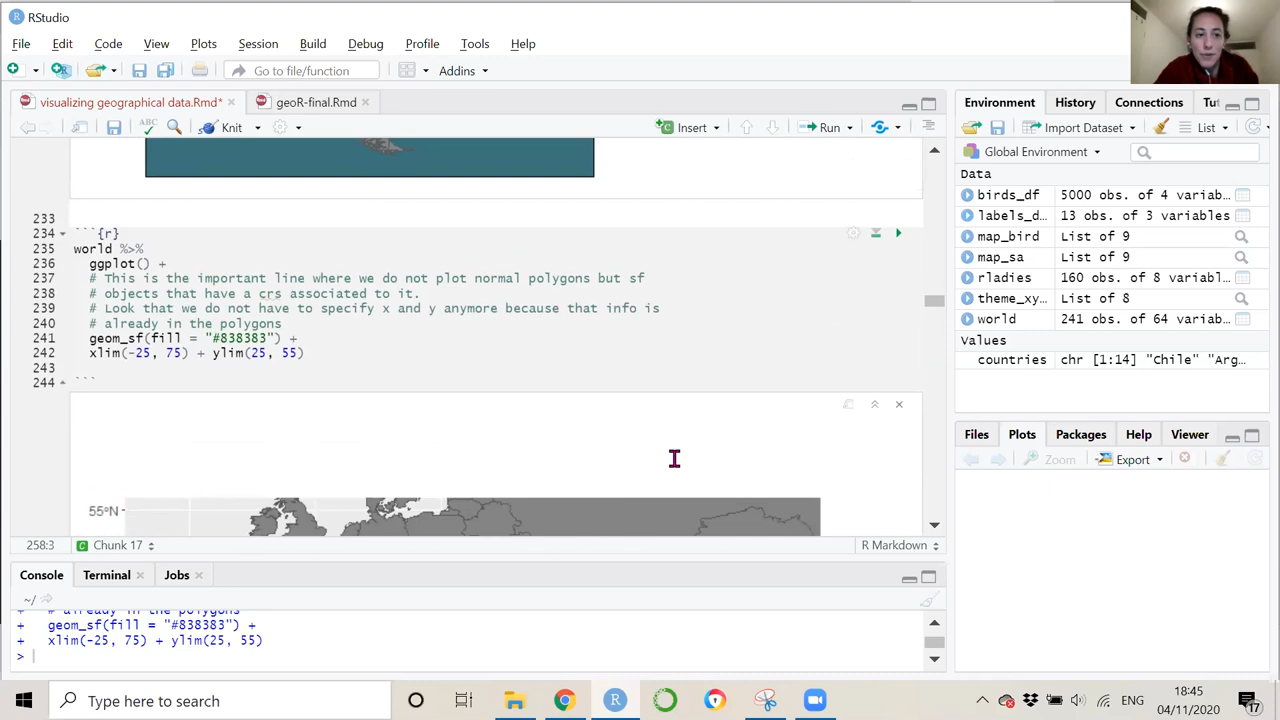 RStudio
File Edit Code View Plots Session Build Debug Profile Tools Help
Go to file/function Addins
visualizing geographical data.Rmd* geoR-final.Rmd
ABC Knit Insert Run
233
234 ```{r}
235 world %>%
236 ggplot() +
237 # This is the important line where we do not plot normal polygons but sf
238 # objects that have a crs associated to it.
239 # Look that we do not have to specify x and y anymore because that info is
240 # already in the polygons
241 geom_sf(fill = "#838383") +
242 xlim(-25, 75) + ylim(25, 55)
243
244 ```
55°N
258:3 Chunk 17 R Markdown
Console Terminal Jobs
~/
+ # already in the polygons
+ geom_sf(fill = "#838383") +
+ xlim(-25, 75) + ylim(25, 55)
>
Environment History Connections Tu
Import Dataset List
Global Environment
Data
birds_df 5000 obs. of 4 variab…
labels_d… 13 obs. of 3 variables
map_bird List of 9
map_sa List of 9
rladies 160 obs. of 8 variabl…
theme_xy… List of 8
world 241 obs. of 64 variab…
Values
countries chr [1:14] "Chile" "Arg…
Files Plots Packages Help Viewer
Zoom Export
Type here to search
ENG
18:45
04/11/2020
17